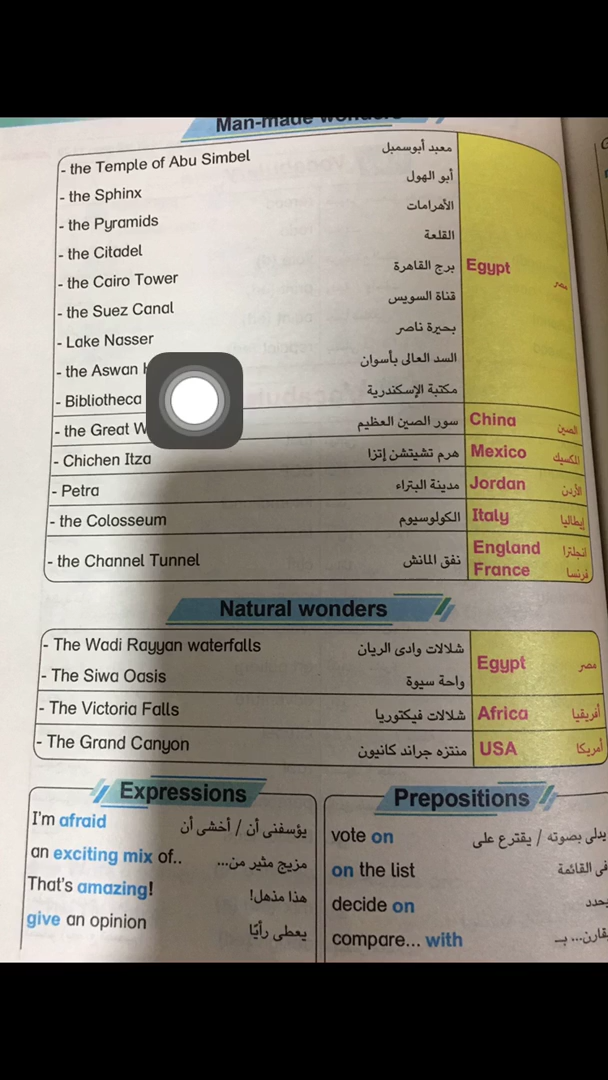 Man-made wonders
- the Temple of Abu Simbel معبد أبوسمبل
- the Sphinx أبو الهول
- the Pyramids الأهرامات
- the Citadel القلعة
- the Cairo Tower برج القاهرة
- the Suez Canal قناة السويس
- Lake Nasser بحيرة ناصر
- the Aswan السد العالى بأسوان
- Bibliotheca مكتبة الإسكندرية
Egypt مصر
- the Great سور الصين العظيم China الصين
- Chichen Itza هرم تشيتشن إتزا Mexico المكسيك
- Petra مدينة البتراء Jordan الأردن
- the Colosseum الكولوسيوم Italy إيطاليا
- the Channel Tunnel نفق المانش England انجلترا
France فرنسا
Natural wonders
- The Wadi Rayyan waterfalls شلالات وادى الريان
- The Siwa Oasis واحة سيوة
Egypt مصر
- The Victoria Falls شلالات فيكتوريا Africa أفريقيا
- The Grand Canyon منتزه جراند كانيون USA أمريكا
Expressions
I'm afraid يؤسفنى أن / أخشى أن
an exciting mix of.. مزيج مثير من...
That's amazing! هذا مذهل!
give an opinion يعطى رأيًا
Prepositions
vote on يدلى بصوته / يقترع على
on the list فى القائمة
decide on يحدد
compare... with يقارن... بـ